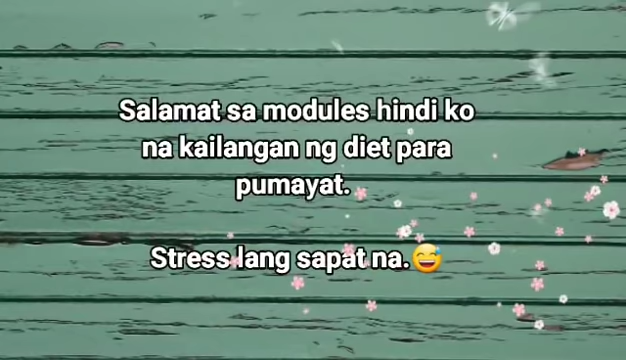 Salamat sa modules hindi ko
na kailangan ng diet para
pumayat.
Stress lang sapat na.😅